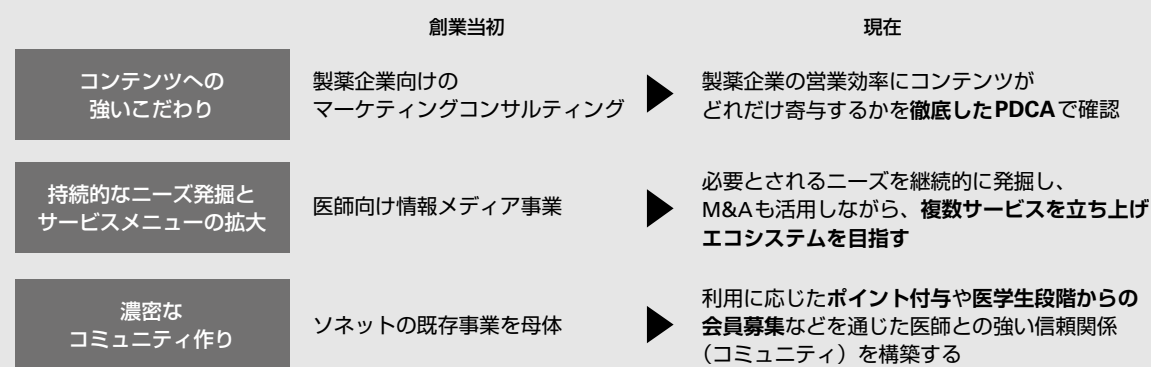 創業当初
現在
コンテンツへの
強いこだわり
製薬企業向けの
マーケティングコンサルティング
製薬企業の営業効率にコンテンツが
どれだけ寄与するかを徹底したPDCAで確認
持続的なニーズ発掘と
サービスメニューの拡大
医師向け情報メディア事業
必要とされるニーズを継続的に発掘し、
M&Aも活用しながら、複数サービスを立ち上げ
エコシステムを目指す
濃密な
コミュニティ作り
ソネットの既存事業を母体
利用に応じたポイント付与や医学生段階からの
会員募集などを通じた医師との強い信頼関係
（コミュニティ）を構築する